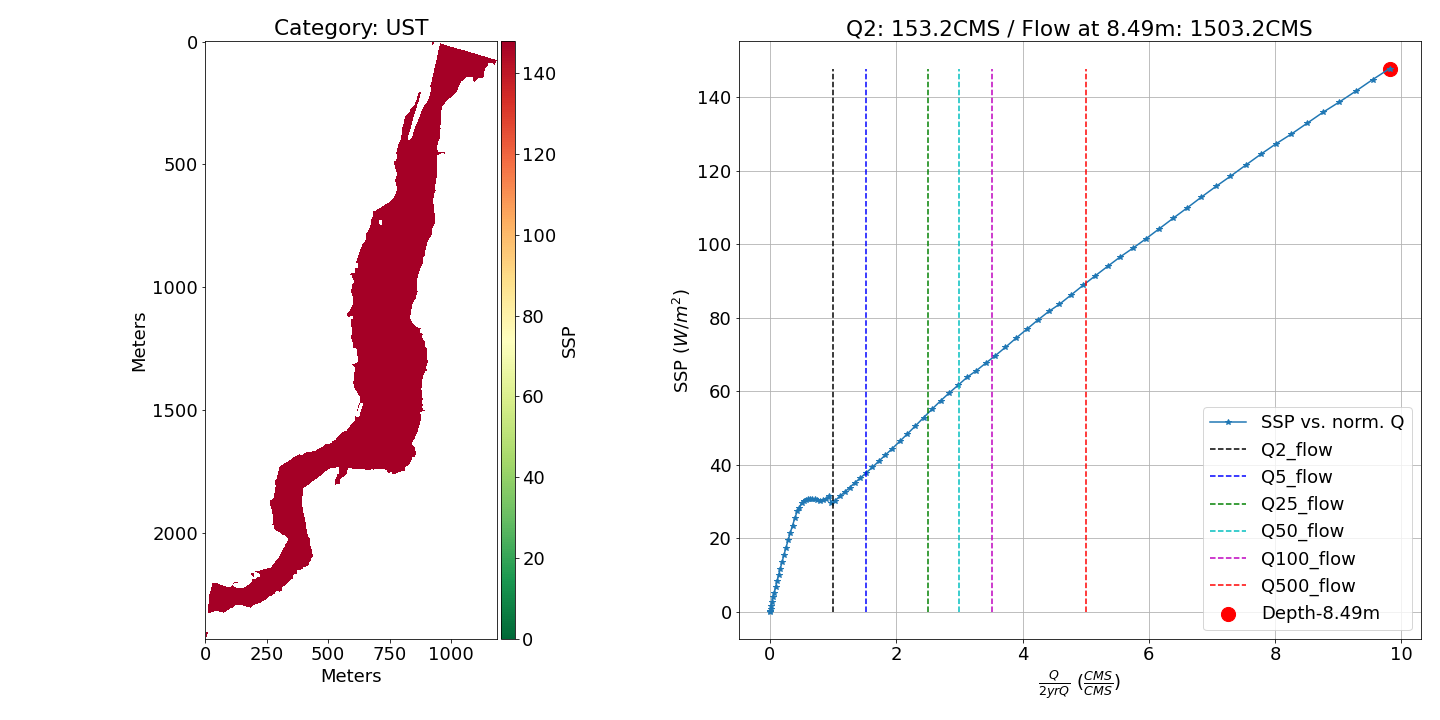 Category: UST
0
500
1000
1500
2000
Meters
0 250 500 750 1000
Meters
140
120
100
80
60
40
20
0
SSP
Q2: 153.2CMS / Flow at 8.49m: 1503.2CMS
140
120
100
80
60
40
20
0
SSP (W/m²)
0 2 4 6 8 10
Q/2yrQ (CMS/CMS)
SSP vs. norm. Q
Q2_flow
Q5_flow
Q25_flow
Q50_flow
Q100_flow
Q500_flow
Depth-8.49m